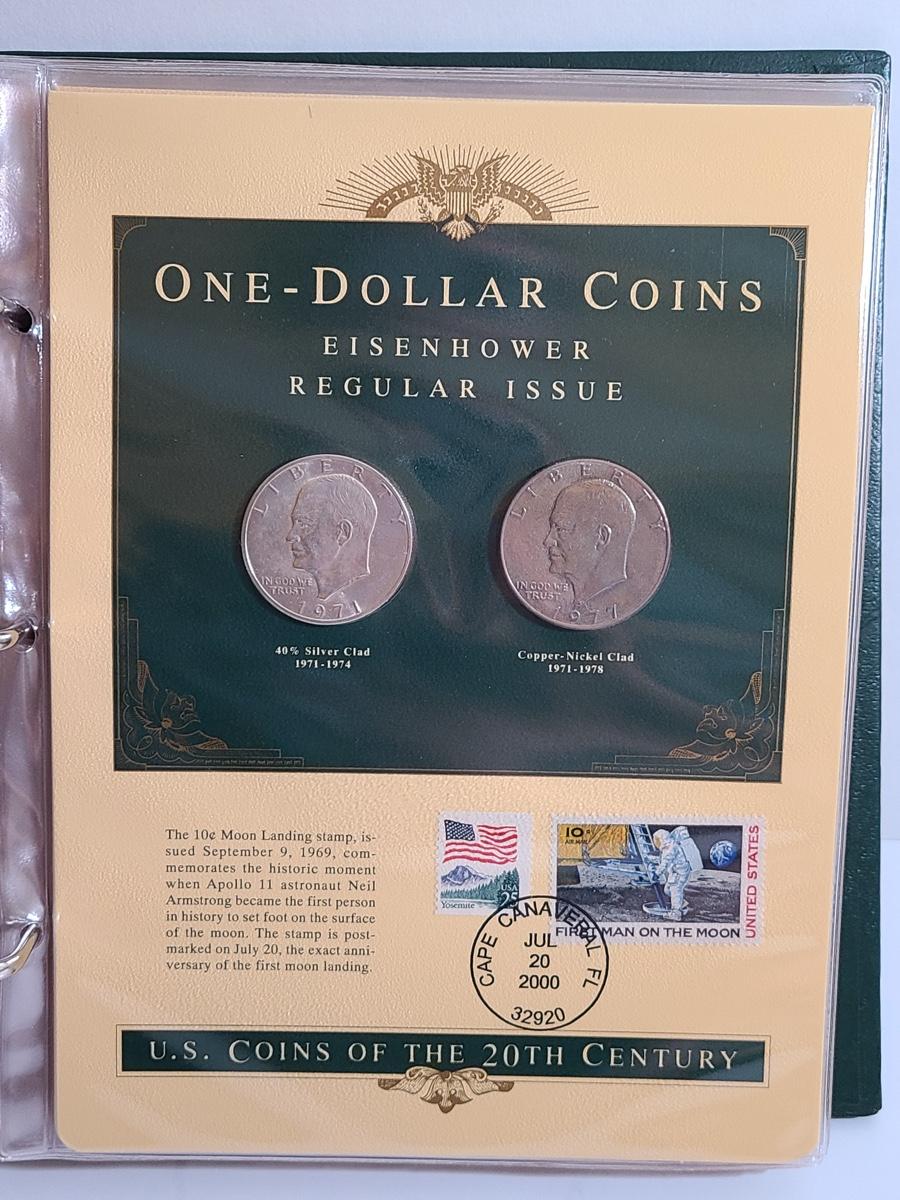 ONE-DOLLAR COINS
EISENHOWER
REGULAR ISSUE
LIBERTY
IN GOD WE
TRUST
1971
LIBERTY
IN GOD WE
TRUST
1977
40% Silver Clad
1971-1974
Copper-Nickel Clad
1971-1978
The 10¢ Moon Landing stamp, is-
sued September 9, 1969, com-
memorates the historic moment
when Apollo 11 astronaut Neil
Armstrong became the first person
in history to set foot on the surface
of the moon. The stamp is post-
marked on July 20, the exact anni-
versary of the first moon landing.
USA
25
Yosemite
10¢
AIR MAIL
UNITED STATES
FIRST MAN ON THE MOON
CAPE CANAVERAL FL
JUL
20
2000
32920
U.S. COINS OF THE 20TH CENTURY